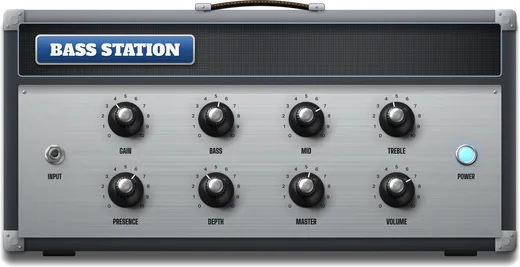 BASS STATION
GAIN
BASS
MID
TREBLE
INPUT
POWER
PRESENCE
DEPTH
MASTER
VOLUME